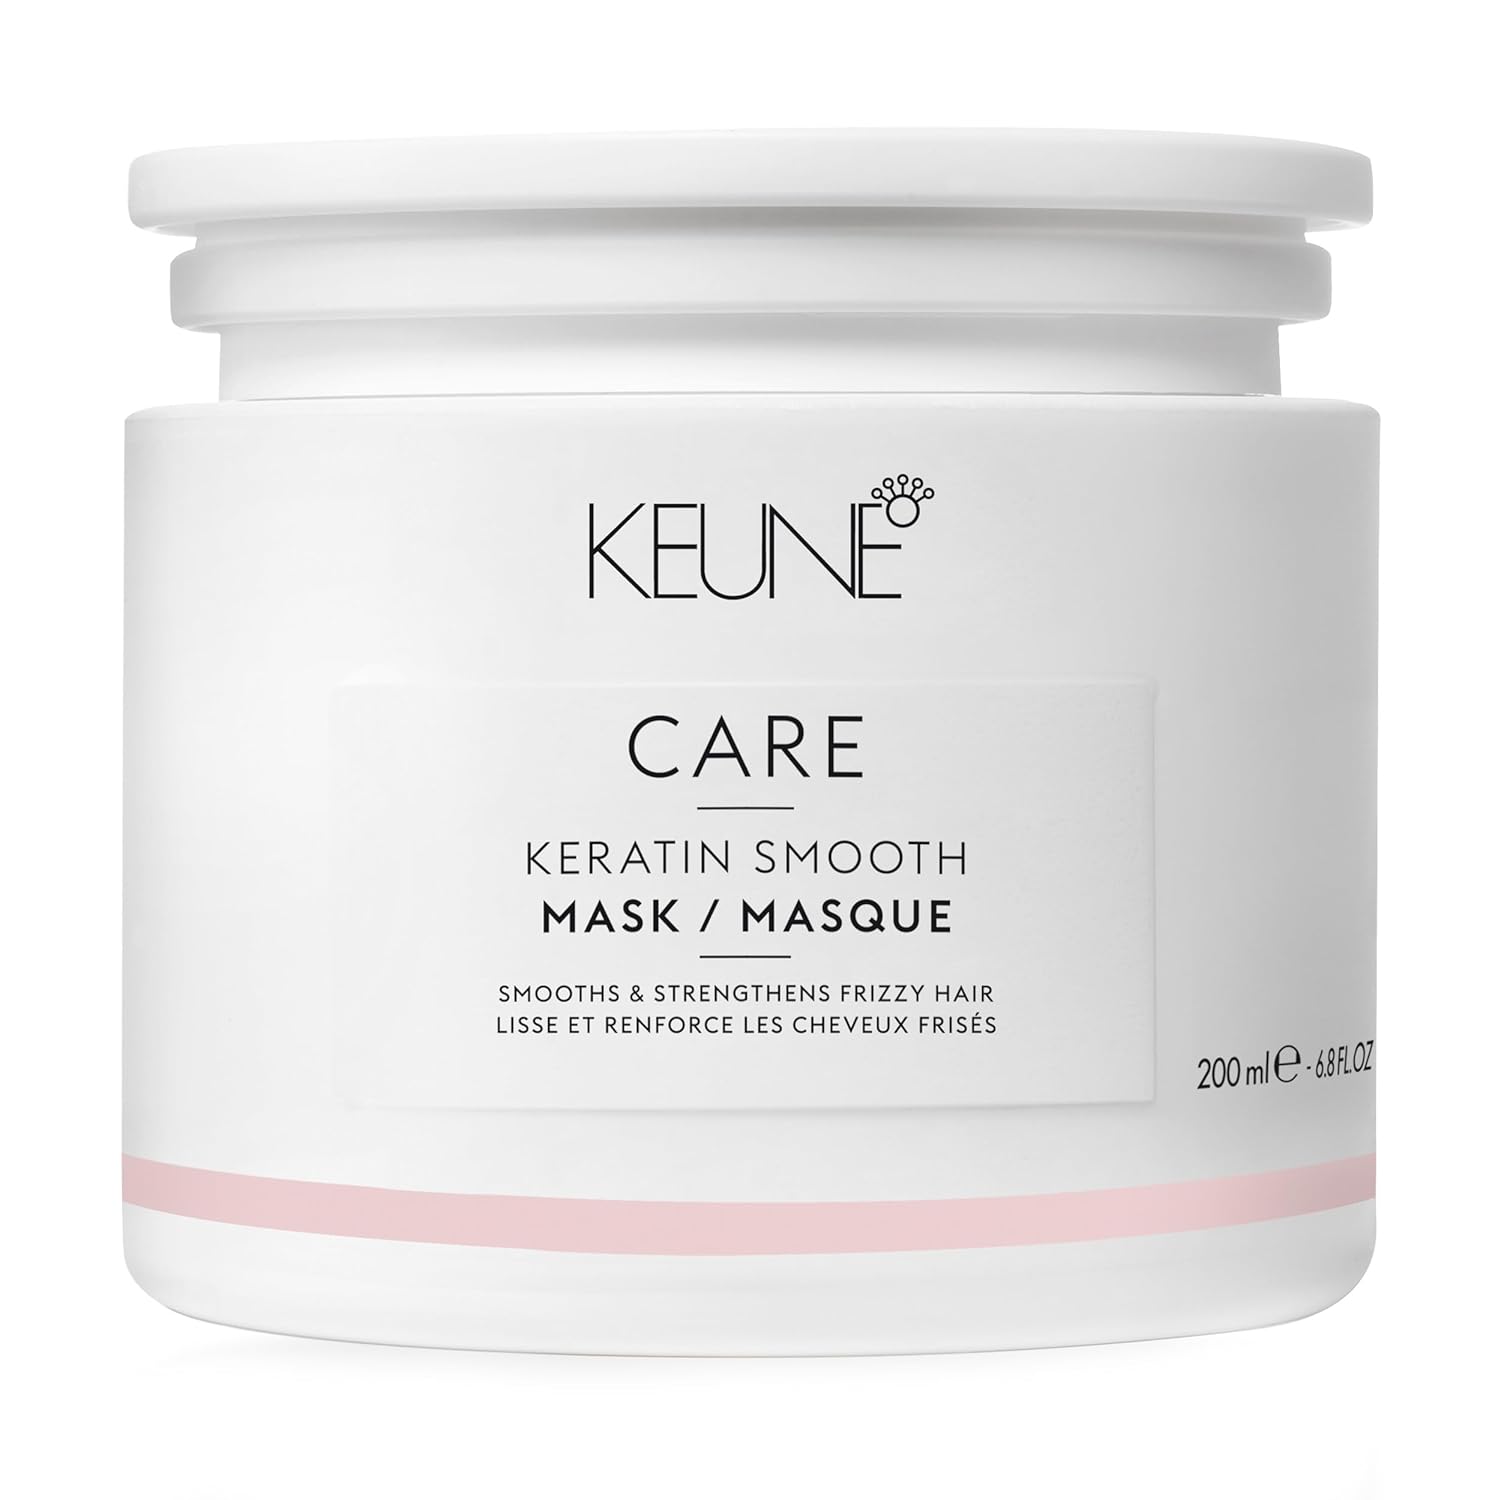 KEUNE
CARE
KERATIN SMOOTH
MASK / MASQUE
SMOOTHS & STRENGTHENS FRIZZY HAIR
LISSE ET RENFORCE LES CHEVEUX FRISÉS
200 ml ℮ - 6.8 FL.OZ